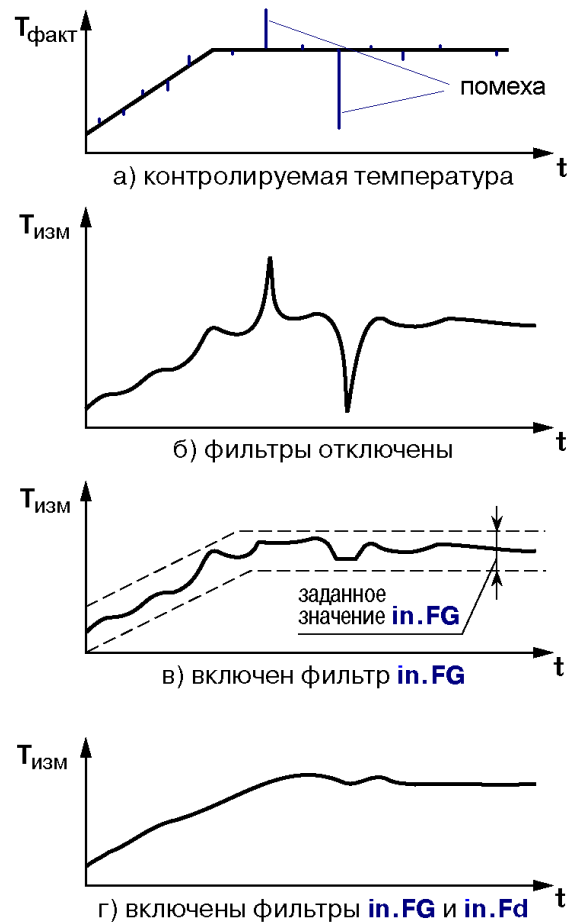 Tфакт
помеха
t
а) контролируемая температура
Tизм
t
б) фильтры отключены
Tизм
заданное
значение in.FG
t
в) включен фильтр in.FG
Tизм
t
г) включены фильтры in.FG и in.Fd